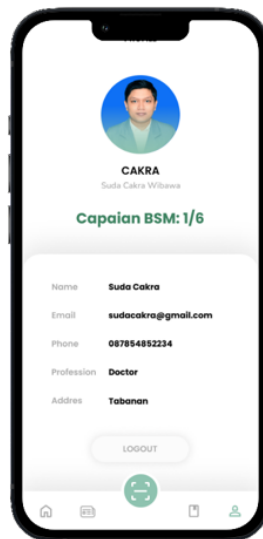 CAKRA
Suda Cakra Wibawa
Capaian BSM: 1/6
Name Suda Cakra
Email sudacakra@gmail.com
Phone 087854852234
Profession Doctor
Addres Tabanan
LOGOUT